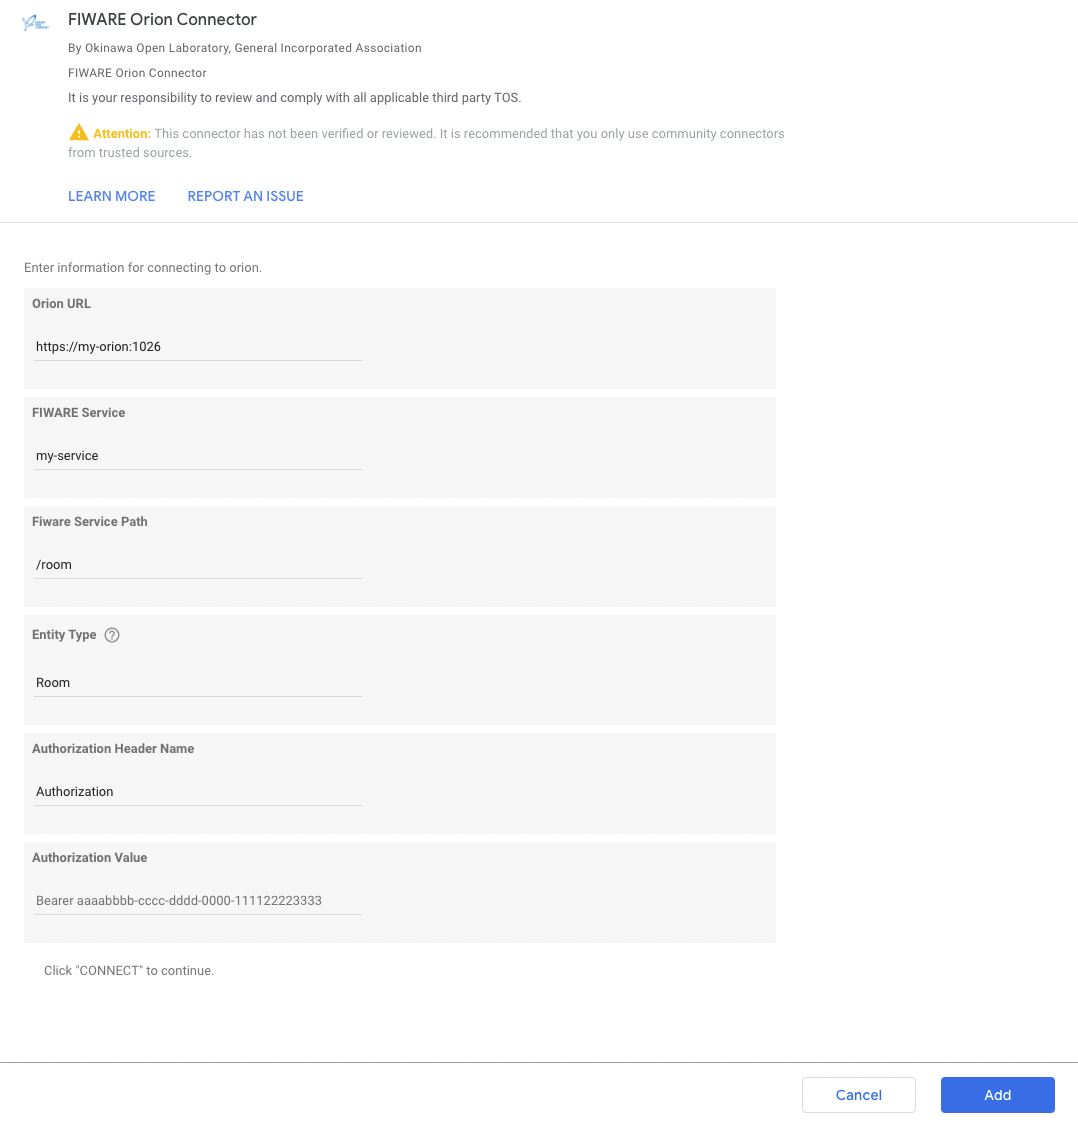 FIWARE Orion Connector
By Okinawa Open Laboratory, General Incorporated Association
FIWARE Orion Connector
It is your responsibility to review and comply with all applicable third party TOS.
Attention: This connector has not been verified or reviewed. It is recommended that you only use community connectors
from trusted sources.
LEARN MORE REPORT AN ISSUE
Enter information for connecting to orion.
Orion URL
https://my-orion:1026
FIWARE Service
my-service
Fiware Service Path
/room
Entity Type
Room
Authorization Header Name
Authorization
Authorization Value
Bearer aaaabbbb-cccc-dddd-0000-111122223333
Click "CONNECT" to continue.
Cancel Add